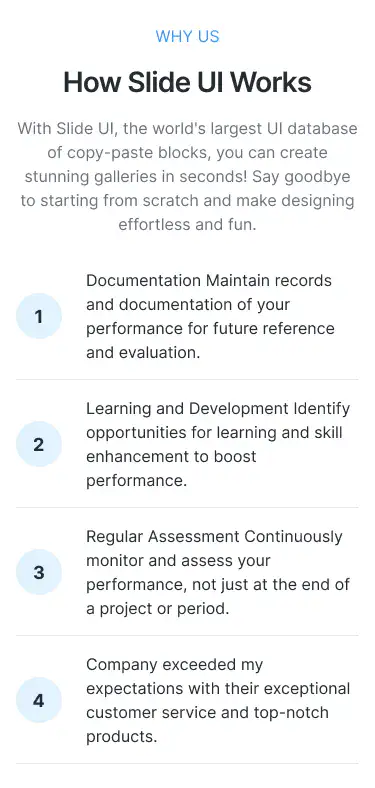 WHY US
How Slide UI Works
With Slide UI, the world's largest UI database
of copy-paste blocks, you can create
stunning galleries in seconds! Say goodbye
to starting from scratch and make designing
effortless and fun.
1
Documentation Maintain records
and documentation of your
performance for future reference
and evaluation.
2
Learning and Development Identify
opportunities for learning and skill
enhancement to boost
performance.
3
Regular Assessment Continuously
monitor and assess your
performance, not just at the end of
a project or period.
4
Company exceeded my
expectations with their exceptional
customer service and top-notch
products.